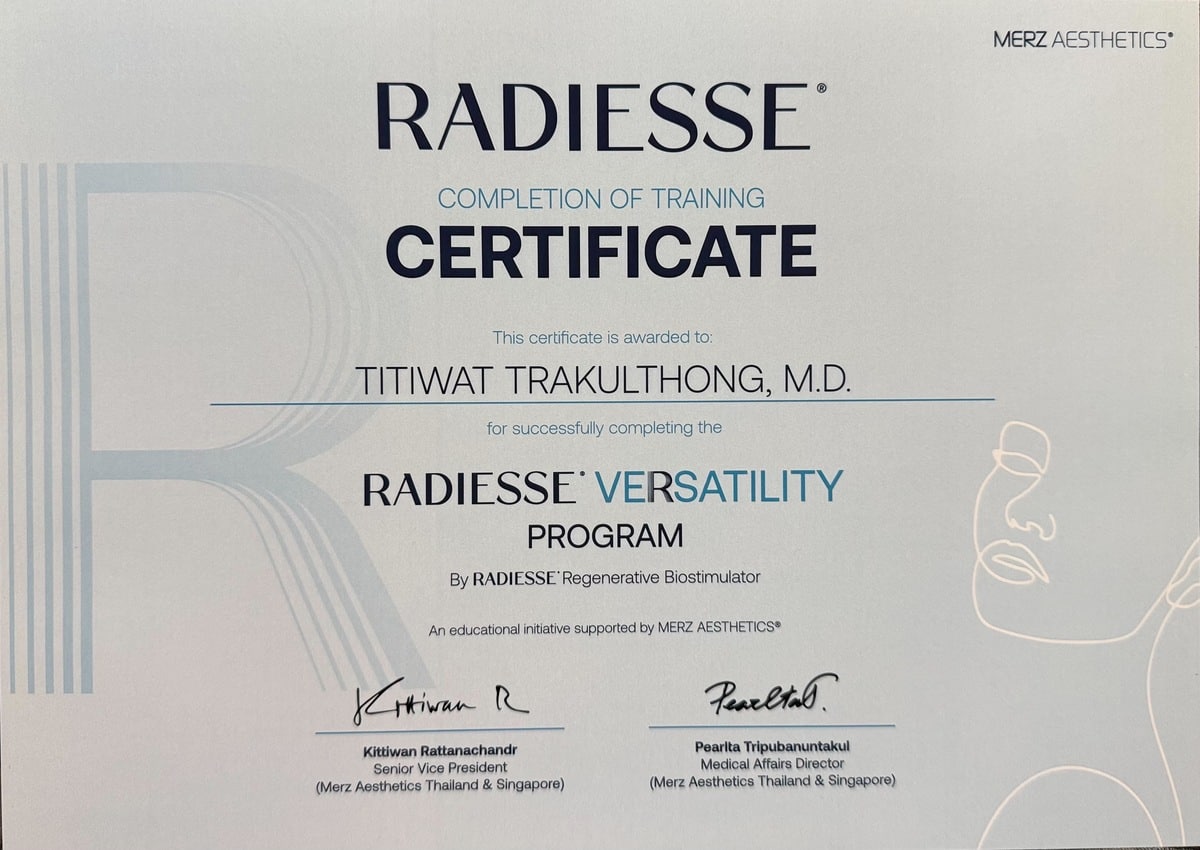 MERZ AESTHETICS®
RADIESSE®
COMPLETION OF TRAINING
CERTIFICATE
This certificate is awarded to:
TITIWAT TRAKULTHONG, M.D.
for successfully completing the
RADIESSE® VERSATILITY
PROGRAM
By RADIESSE® Regenerative Biostimulator
An educational initiative supported by MERZ AESTHETICS®
Kittiwan R
Pearlta T.
Kittiwan Rattanachandr
Senior Vice President
(Merz Aesthetics Thailand & Singapore)
Pearlta Tripubanuntakul
Medical Affairs Director
(Merz Aesthetics Thailand & Singapore)